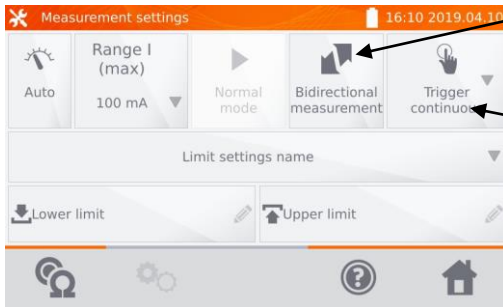 Measurement settings
16:10 2019.04.10
Auto
Range I
(max)
100 mA
Normal
mode
Bidirectional
measurement
Trigger
continuous
Limit settings name
Lower limit
Upper limit